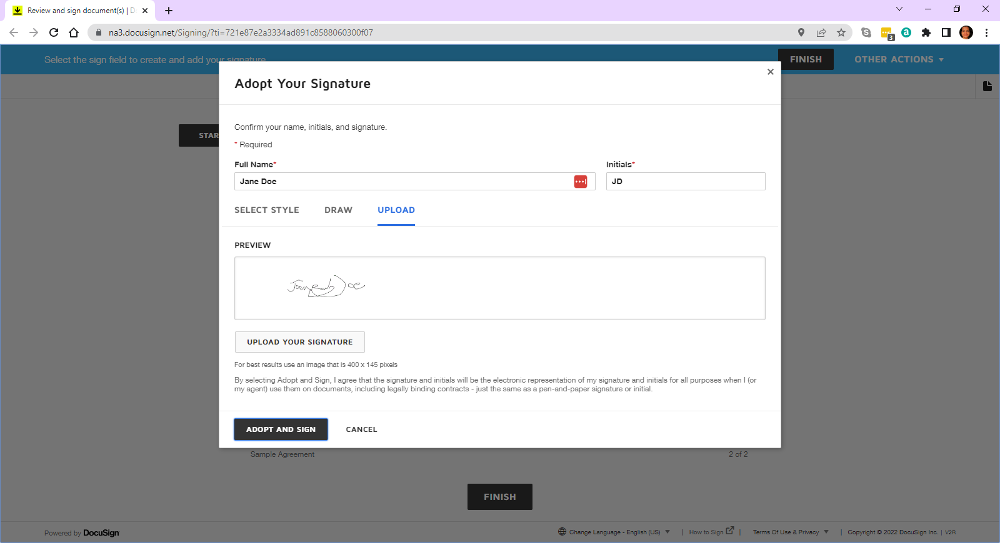 Review and sign document(s) | D
na3.docusign.net/Signing/?ti=721e87e2a3334ad891c8588060300f07
3
a
Select the sign field to create and add your signature
FINISH
OTHER ACTIONS
Adopt Your Signature
STAR
Confirm your name, initials, and signature.
* Required
Full Name*
Initials*
Jane Doe
JD
SELECT STYLE
DRAW
UPLOAD
PREVIEW
Jane Doe
UPLOAD YOUR SIGNATURE
For best results use an image that is 400 x 145 pixels
By selecting Adopt and Sign, I agree that the signature and initials will be the electronic representation of my signature and initials for all purposes when I (or
my agent) use them on documents, including legally binding contracts - just the same as a pen-and-paper signature or initial.
ADOPT AND SIGN
CANCEL
Sample Agreement
2 of 2
FINISH
Powered by DocuSign
Change Language - English (US)
| How to Sign |
Terms Of Use & Privacy
| Copyright © 2022 DocuSign Inc. | V2R